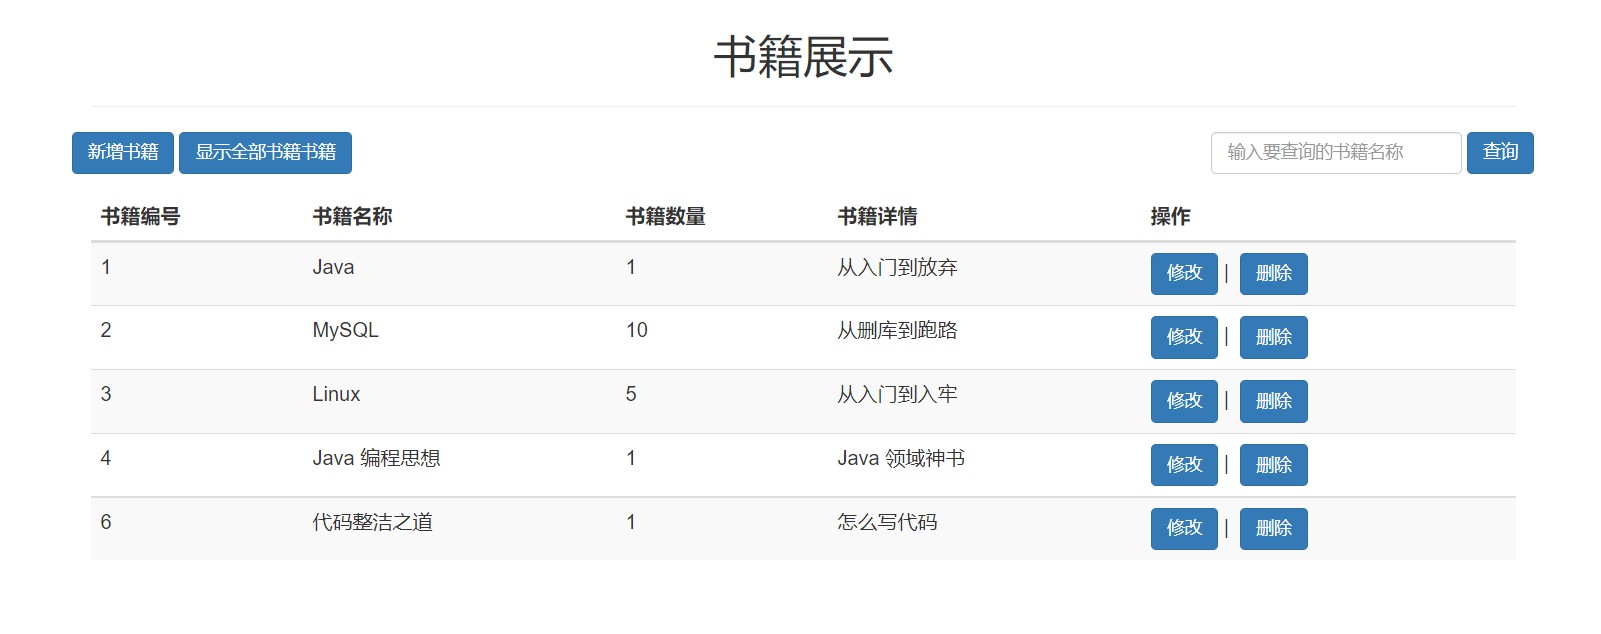 书籍展示
新增书籍 显示全部书籍书籍 输入要查询的书籍名称 查询
书籍编号 书籍名称 书籍数量 书籍详情 操作
1 Java 1 从入门到放弃 修改 | 删除
2 MySQL 10 从删库到跑路 修改 | 删除
3 Linux 5 从入门到入牢 修改 | 删除
4 Java 编程思想 1 Java 领域神书 修改 | 删除
6 代码整洁之道 1 怎么写代码 修改 | 删除